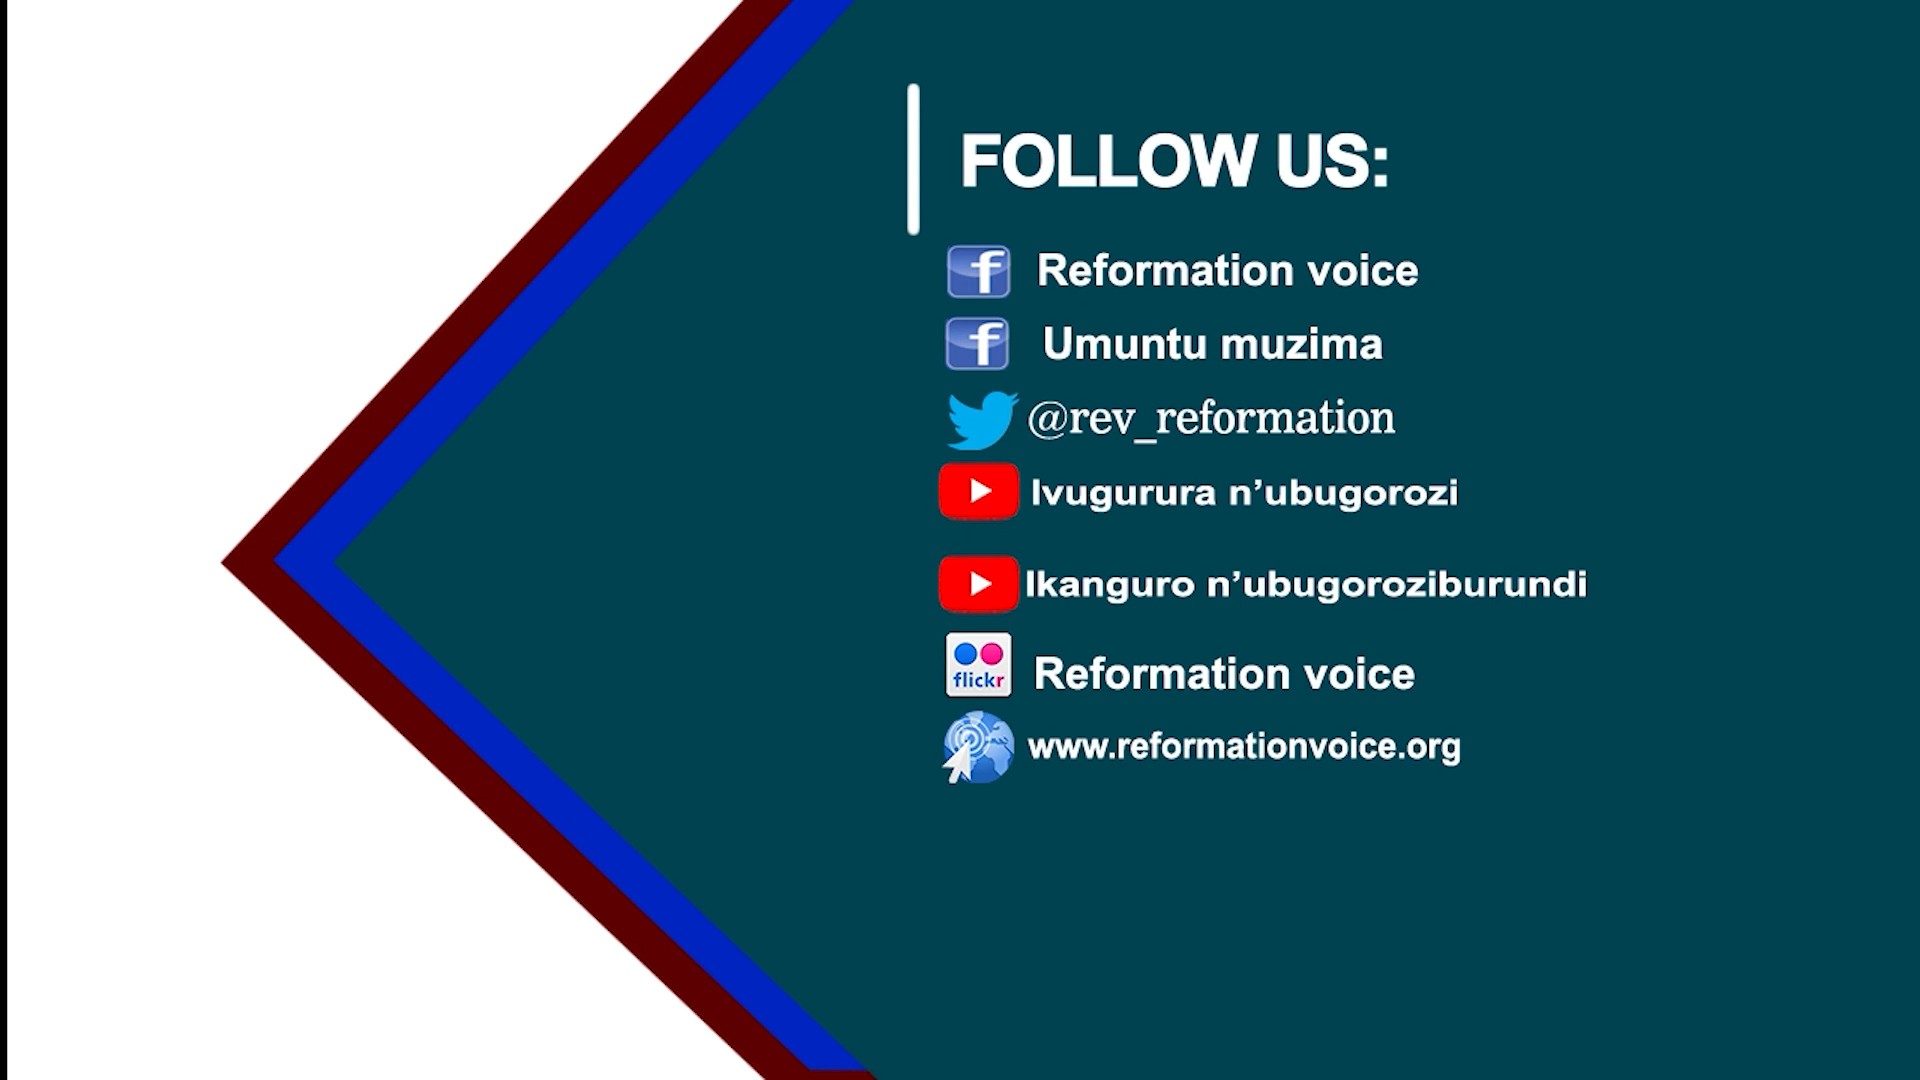 FOLLOW US:
Reformation voice
Umuntu muzima
@rev_reformation
Ivugurura n’ubugorozi
Ikanguro n’ubugoroziburundi
flickr
Reformation voice
www.reformationvoice.org